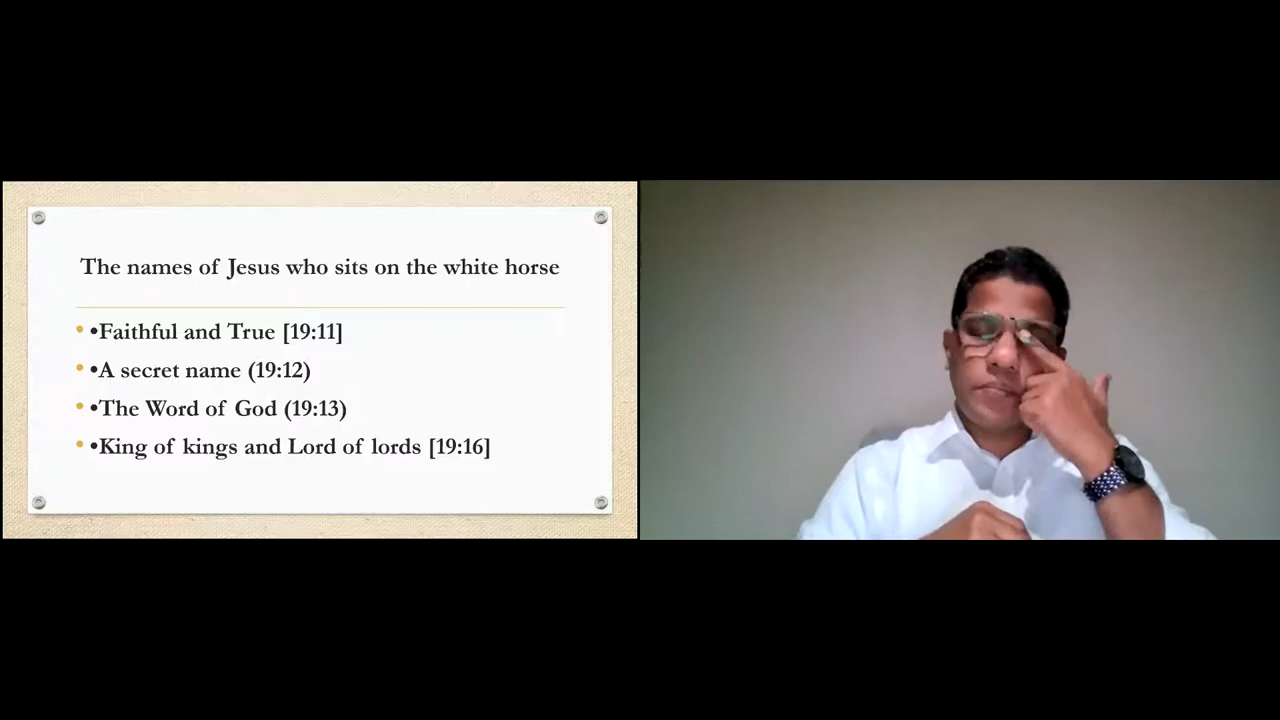 The names of Jesus who sits on the white horse
• •Faithful and True [19:11]
• •A secret name (19:12)
• •The Word of God (19:13)
• •King of kings and Lord of lords [19:16]